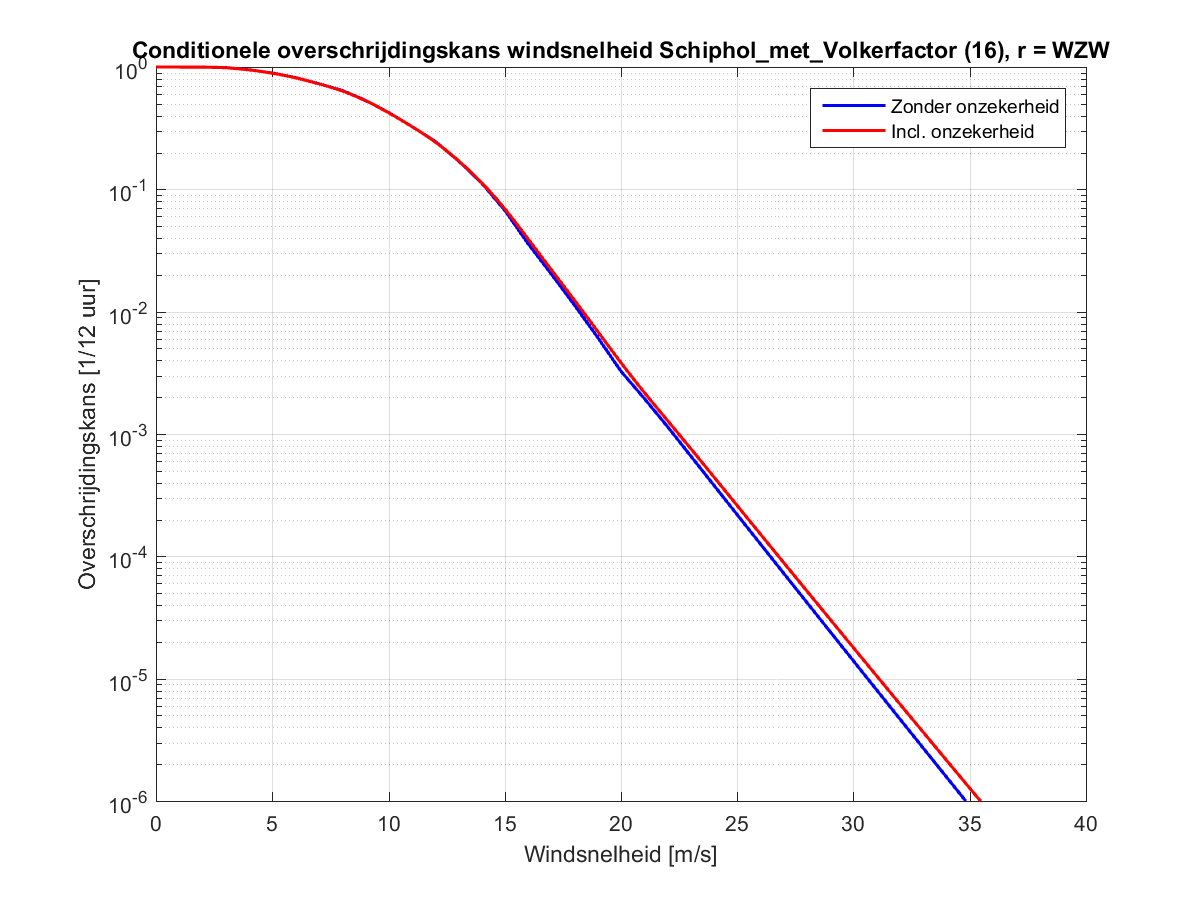 Conditionele overschrijdingskans windsnelheid Schiphol_met_Volkerfactor (16), r = WZW
Zonder onzekerheid
Incl. onzekerheid
Overschrijdingskans [1/12 uur]
10^0
10^-1
10^-2
10^-3
10^-4
10^-5
10^-6
0 5 10 15 20 25 30 35 40
Windsnelheid [m/s]